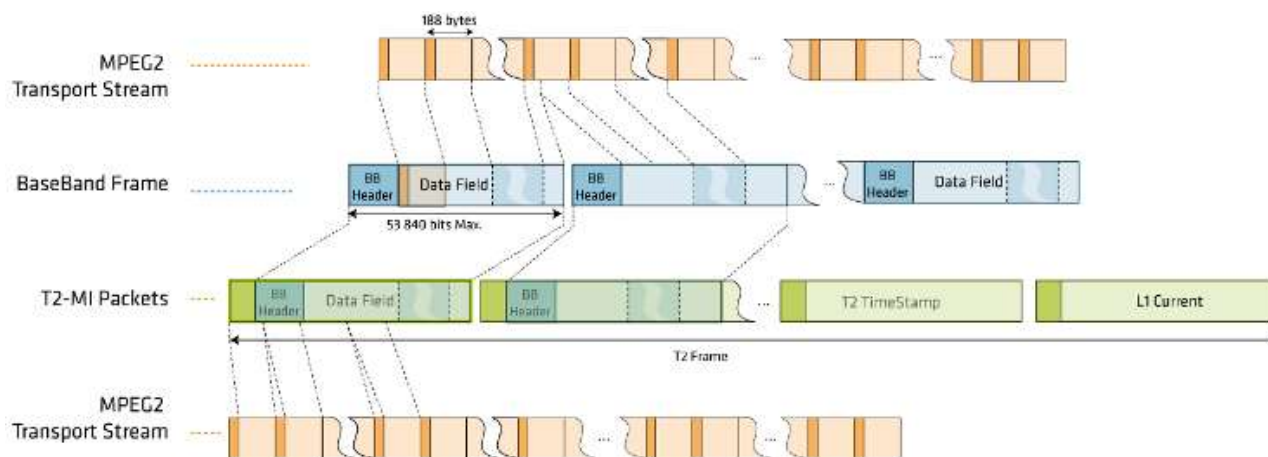 188 bytes
MPEG2
Transport Stream
...
...
BaseBand Frame
BB
Header
Data Field
...
BB
Header
BB
Header
Data Field
53 840 bits Max.
T2-MI Packets
BB
Header
Data Field
BB
Header
...
T2 TimeStamp
L1 Current
T2 Frame
MPEG2
Transport Stream
...
...